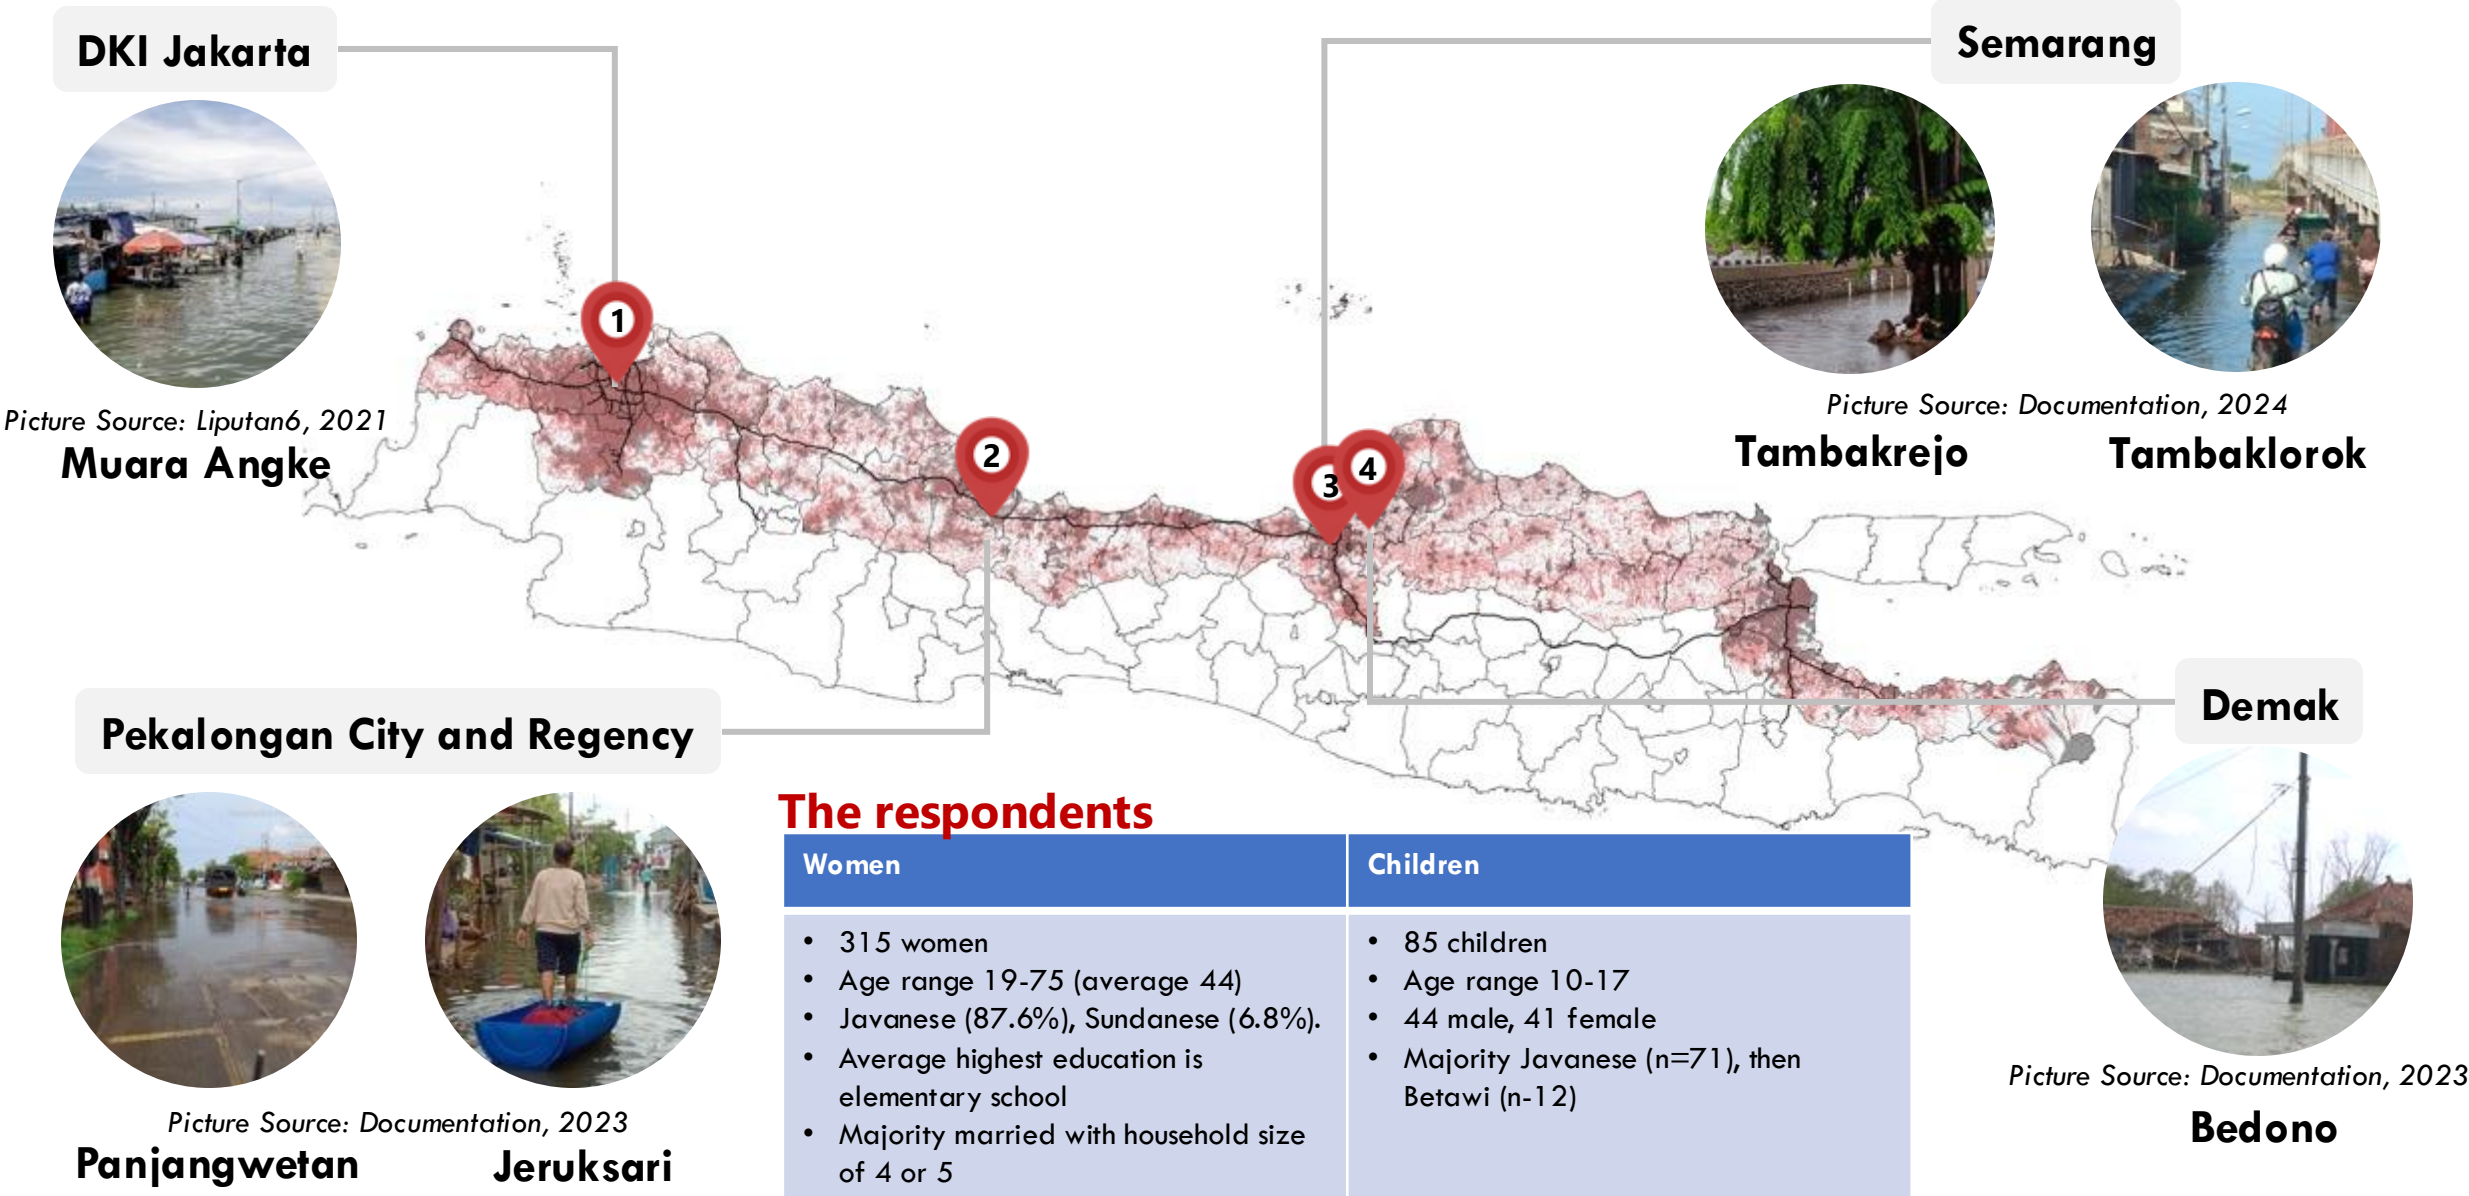 DKI Jakarta
Picture Source: Liputan6, 2021
Muara Angke
1
2
3
4
Semarang
Picture Source: Documentation, 2024
Tambakrejo
Tambaklorok
Pekalongan City and Regency
Picture Source: Documentation, 2023
Panjangwetan
Jeruksari
The respondents
Women
• 315 women
• Age range 19-75 (average 44)
• Javanese (87.6%), Sundanese (6.8%).
• Average highest education is
elementary school
• Majority married with household size
of 4 or 5
Children
• 85 children
• Age range 10-17
• 44 male, 41 female
• Majority Javanese (n=71), then
Betawi (n-12)
Demak
Picture Source: Documentation, 2023
Bedono